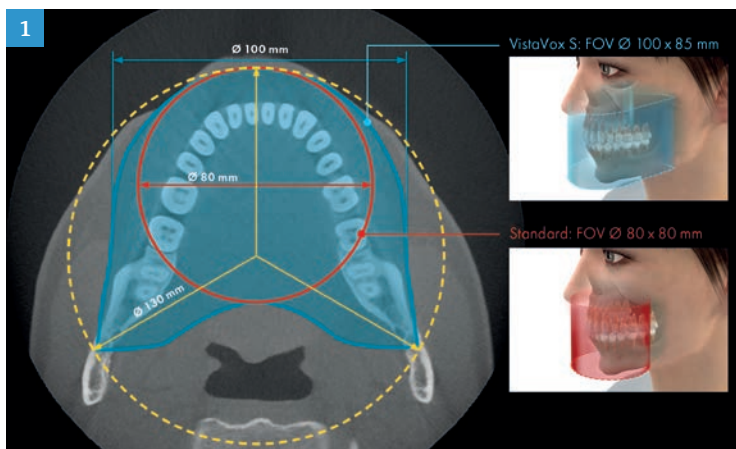 1
Ø 100 mm
VistaVox S: FOV Ø 100 x 85 mm
Ø 80 mm
Standard: FOV Ø 80 x 80 mm
Ø 130 mm